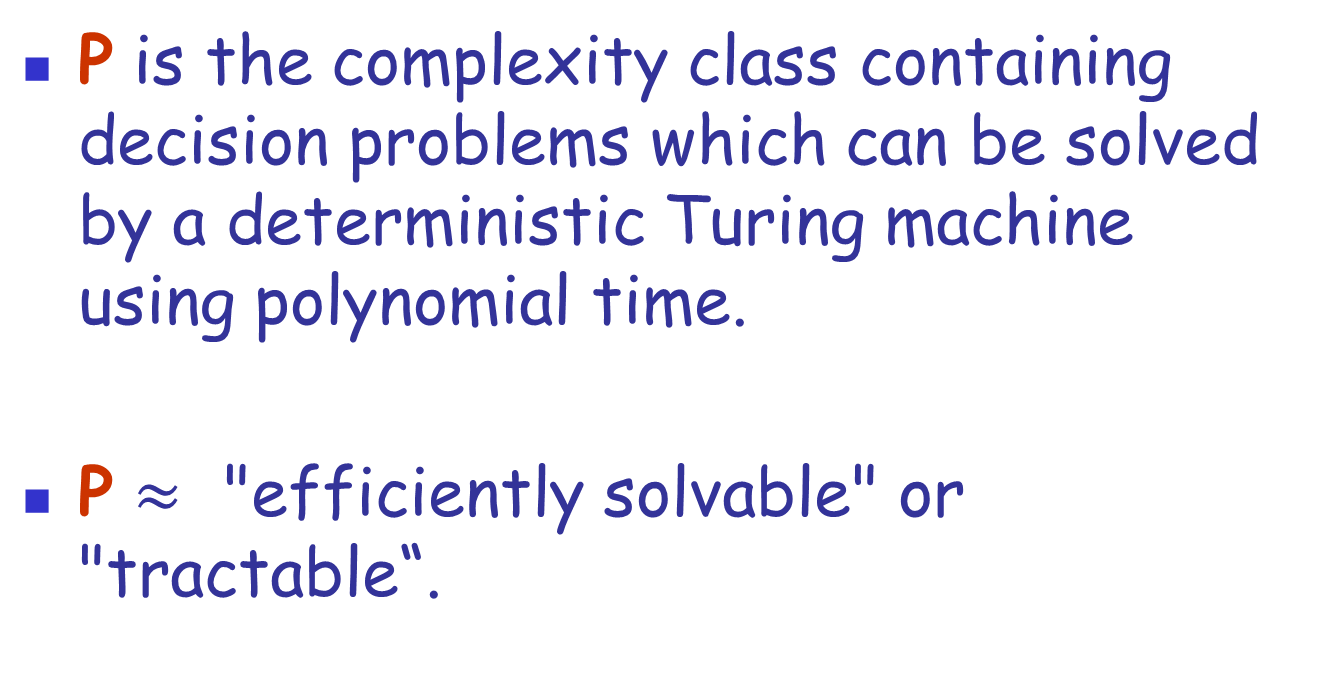 ▪ P is the complexity class containing
decision problems which can be solved
by a deterministic Turing machine
using polynomial time.
▪ P ≈ "efficiently solvable" or
"tractable“.